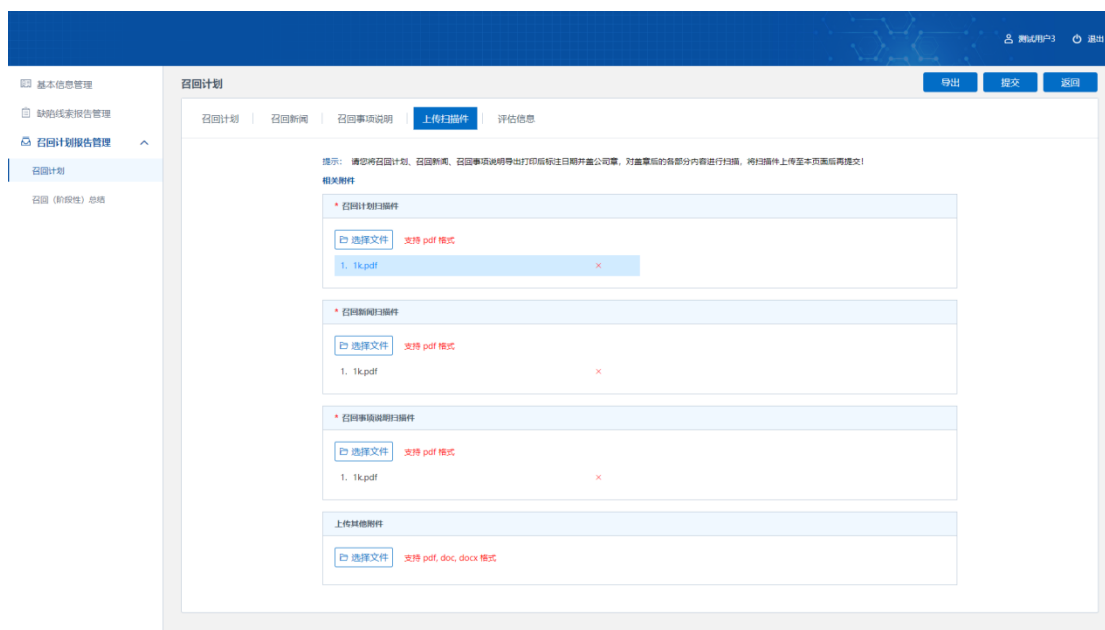 测试用户3 退出
基本信息管理
缺陷线索报告管理
召回计划报告管理
召回计划
召回（阶段性）总结
召回计划
导出 提交 返回
召回计划 召回新闻 召回事项说明 上传扫描件 评估信息
提示： 请您将召回计划、召回新闻、召回事项说明导出打印后标注日期并盖公司章，对盖章后的各部分内容进行扫描，将扫描件上传至本页面后再提交！
相关附件
* 召回计划扫描件
选择文件 支持 pdf 格式
1. 1k.pdf ×
* 召回新闻扫描件
选择文件 支持 pdf 格式
1. 1k.pdf ×
* 召回事项说明扫描件
选择文件 支持 pdf 格式
1. 1k.pdf ×
上传其他附件
选择文件 支持 pdf, doc, docx 格式